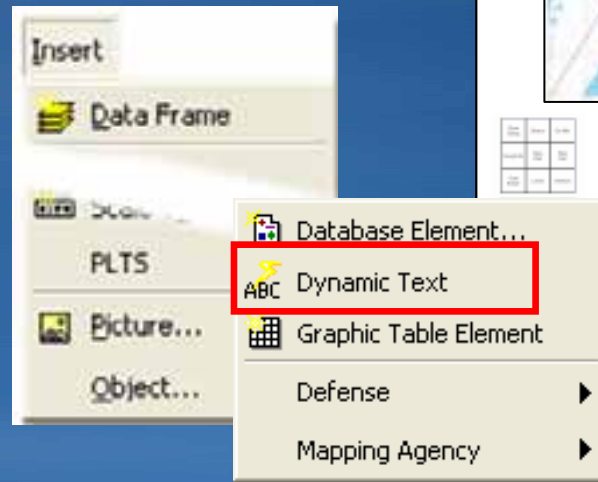 Insert
Data Frame
PLTS
Picture...
Object...
Database Element...
ABC Dynamic Text
Graphic Table Element
Defense
Mapping Agency